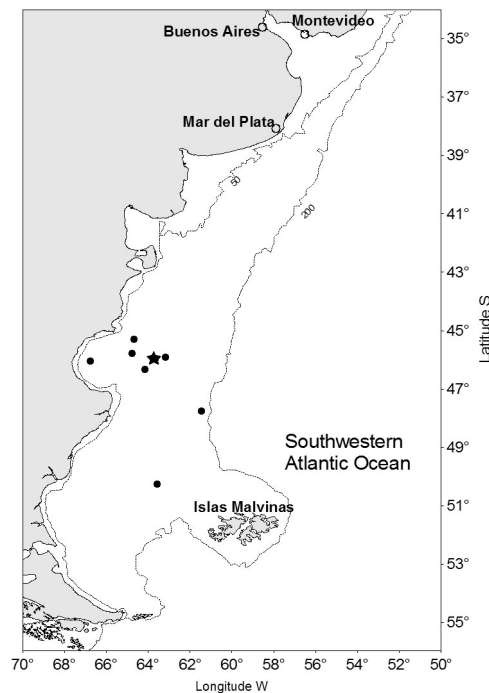 Montevideo
Buenos Aires
35°
37°
Mar del Plata
39°
50
200
41°
43°
45°
Latitude S
47°
49°
Southwestern
Atlantic Ocean
51°
Islas Malvinas
53°
55°
70° 68° 66° 64° 62° 60° 58° 56° 54° 52° 50°
Longitude W